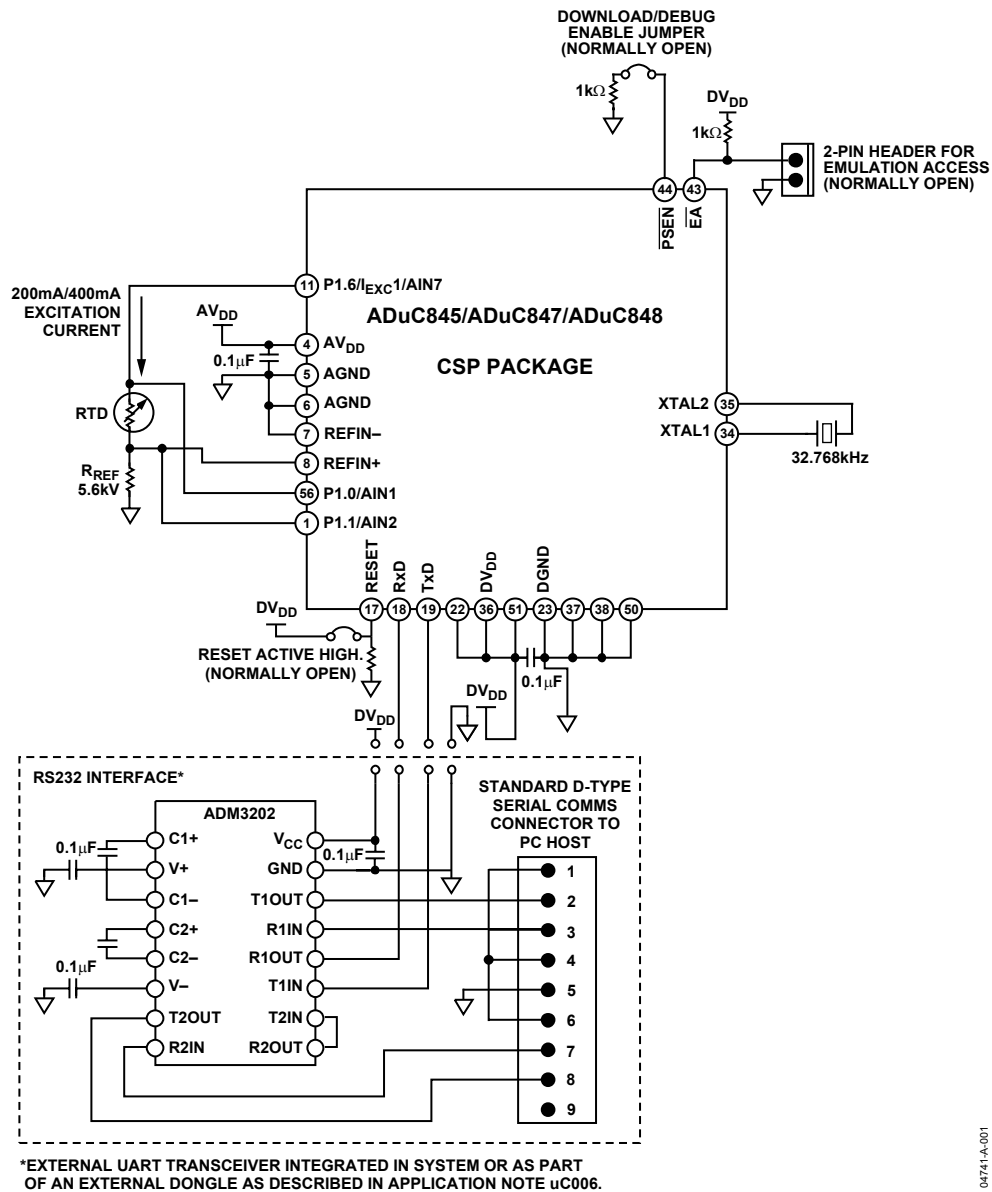 DOWNLOAD/DEBUG
ENABLE JUMPER
(NORMALLY OPEN)
1kΩ
DVDD
1kΩ
2-PIN HEADER FOR
EMULATION ACCESS
(NORMALLY OPEN)
44
43
PSEN
EA
200mA/400mA
EXCITATION
CURRENT
11 P1.6/IEXC1/AIN7
ADuC845/ADuC847/ADuC848
CSP PACKAGE
AVDD
4 AVDD
0.1µF
5 AGND
6 AGND
7 REFIN–
8 REFIN+
56 P1.0/AIN1
1 P1.1/AIN2
RTD
RREF
5.6kV
XTAL2 35
XTAL1 34
32.768kHz
RESET
RxD
TxD
DVDD
DGND
17
18
19
22
36
51
23
37
38
50
DVDD
RESET ACTIVE HIGH.
(NORMALLY OPEN)
0.1µF
DVDD
DVDD
RS232 INTERFACE*
STANDARD D-TYPE
SERIAL COMMS
CONNECTOR TO
PC HOST
ADM3202
C1+
V+
C1–
C2+
C2–
V–
T2OUT
R2IN
VCC
GND
T1OUT
R1IN
R1OUT
T1IN
T2IN
R2OUT
0.1µF
0.1µF
0.1µF
1
2
3
4
5
6
7
8
9
*EXTERNAL UART TRANSCEIVER INTEGRATED IN SYSTEM OR AS PART
OF AN EXTERNAL DONGLE AS DESCRIBED IN APPLICATION NOTE uC006.
04741-A-001